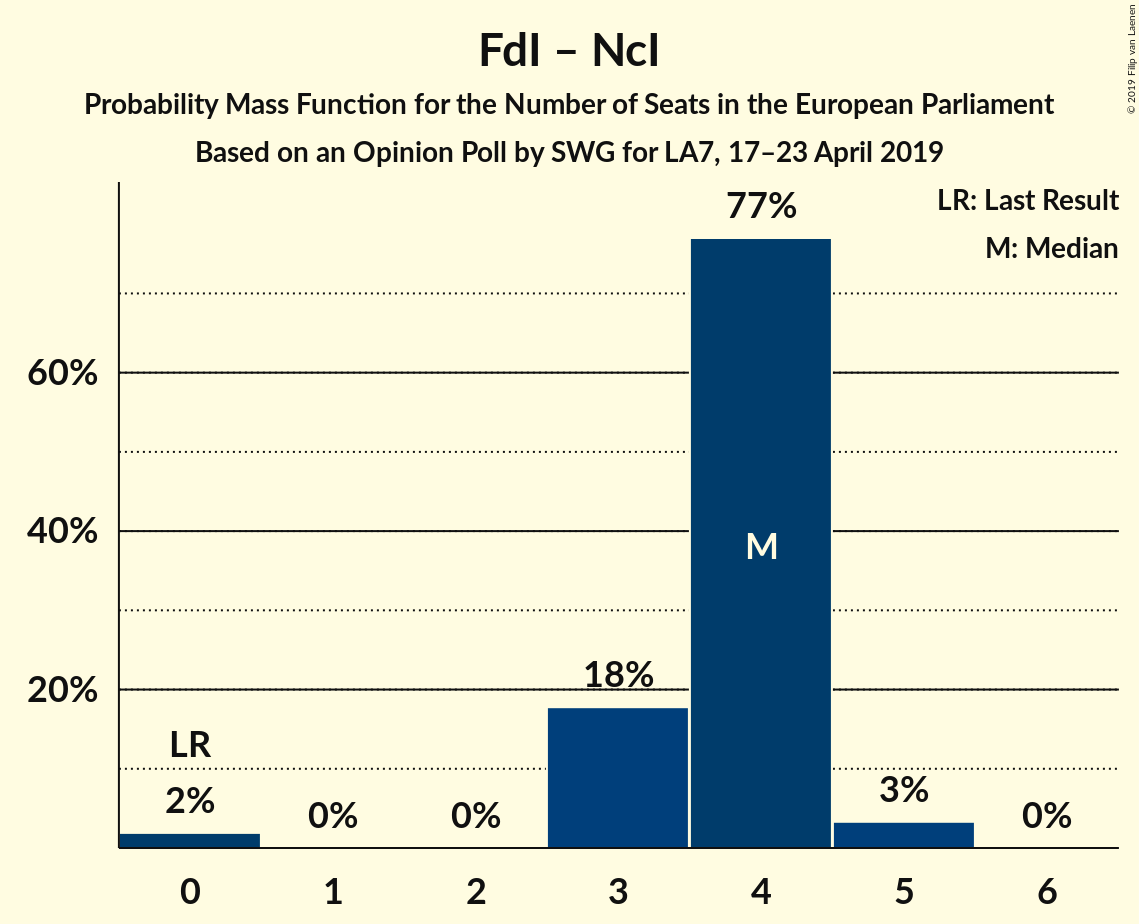 FdI – NcI
Probability Mass Function for the Number of Seats in the European Parliament
Based on an Opinion Poll by SWG for LA7, 17–23 April 2019
© 2019 Filip van Laenen
LR: Last Result
M: Median
77%
60%
40%
20%
M
18%
LR
2%
0%
0%
3%
0%
0
1
2
3
4
5
6